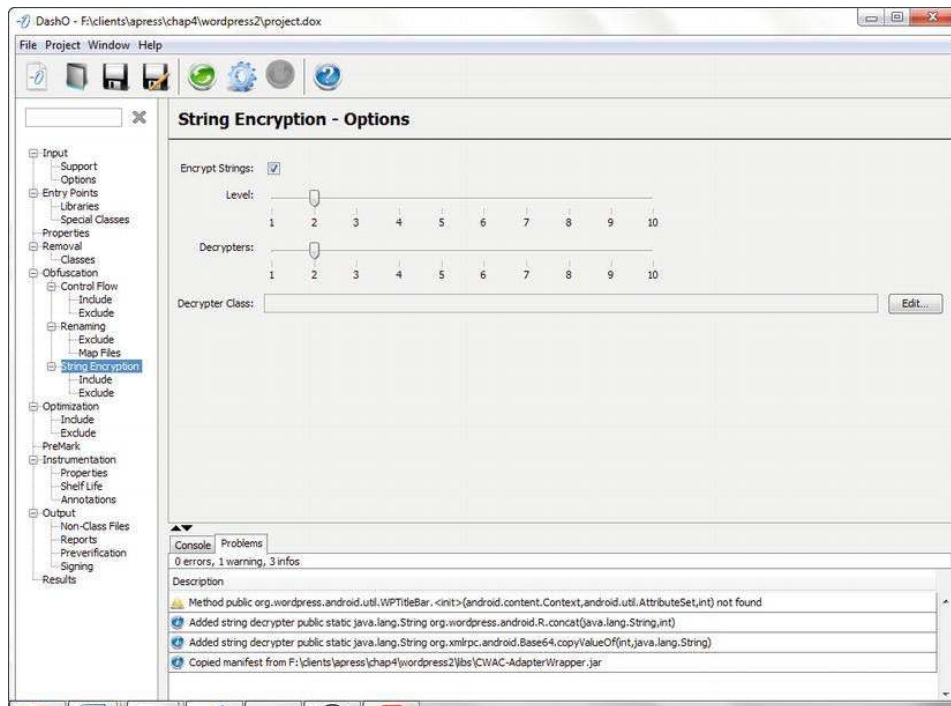 DashO - F:\clients\apress\chap4\wordpress2\project.dox
File Project Window Help
Input
Support
Options
Entry Points
Libraries
Special Classes
Properties
Removal
Classes
Obfuscation
Control Flow
Include
Exclude
Renaming
Exclude
Map Files
String Encryption
Include
Exclude
Optimization
Include
Exclude
PreMark
Instrumentation
Properties
Shelf Life
Annotations
Output
Non-Class Files
Reports
Preverification
Signing
Results
String Encryption - Options
Encrypt Strings:
Level:
1 2 3 4 5 6 7 8 9 10
Decrypters:
1 2 3 4 5 6 7 8 9 10
Decrypter Class:
Edit...
Console Problems
0 errors, 1 warning, 3 infos
Description
Method public org.wordpress.android.util.WPTitleBar.<init>(android.content.Context,android.util.AttributeSet,int) not found
Added string decrypter public static java.lang.String org.wordpress.android.R.concat(java.lang.String,int)
Added string decrypter public static java.lang.String org.xmlrpc.android.Base64.copyValueOf(int,java.lang.String)
Copied manifest from F:\clients\apress\chap4\wordpress2\libs\CWAC-AdapterWrapper.jar